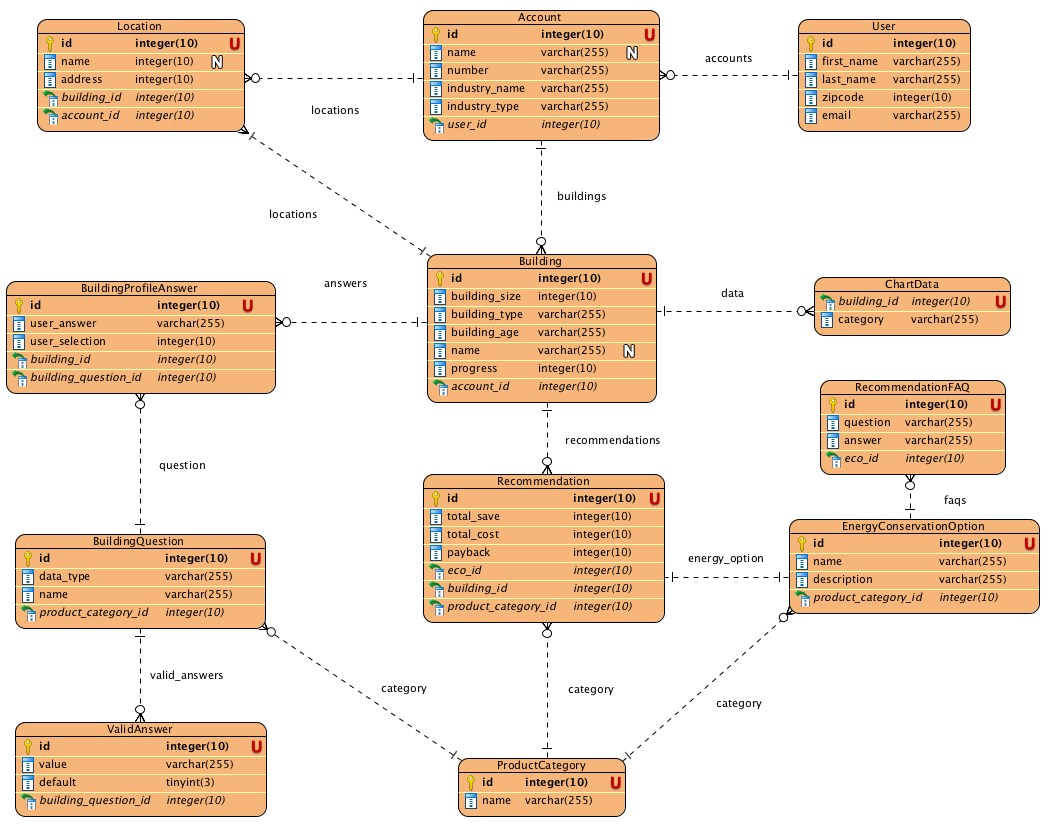 Location
id integer(10) U
name integer(10) N
address integer(10)
building_id integer(10)
account_id integer(10)
Account
id integer(10) U
name varchar(255) N
number varchar(255)
industry_name varchar(255)
industry_type varchar(255)
user_id integer(10)
User
id integer(10)
first_name varchar(255)
last_name varchar(255)
zipcode integer(10)
email varchar(255)
accounts
locations
buildings
locations
BuildingProfileAnswer
id integer(10) U
user_answer varchar(255)
user_selection integer(10)
building_id integer(10)
building_question_id integer(10)
answers
Building
id integer(10) U
building_size integer(10)
building_type varchar(255)
building_age varchar(255)
name varchar(255) N
progress integer(10)
account_id integer(10)
data
ChartData
building_id integer(10) U
category varchar(255)
RecommendationFAQ
id integer(10) U
question varchar(255)
answer varchar(255)
eco_id integer(10)
question
recommendations
faqs
BuildingQuestion
id integer(10) U
data_type varchar(255)
name varchar(255)
product_category_id integer(10)
Recommendation
id integer(10) U
total_save integer(10)
total_cost integer(10)
payback integer(10)
eco_id integer(10)
building_id integer(10)
product_category_id integer(10)
energy_option
EnergyConservationOption
id integer(10) U
name varchar(255)
description varchar(255)
product_category_id integer(10)
valid_answers
category
category
category
ValidAnswer
id integer(10) U
value varchar(255)
default tinyint(3)
building_question_id integer(10)
ProductCategory
id integer(10) U
name varchar(255)